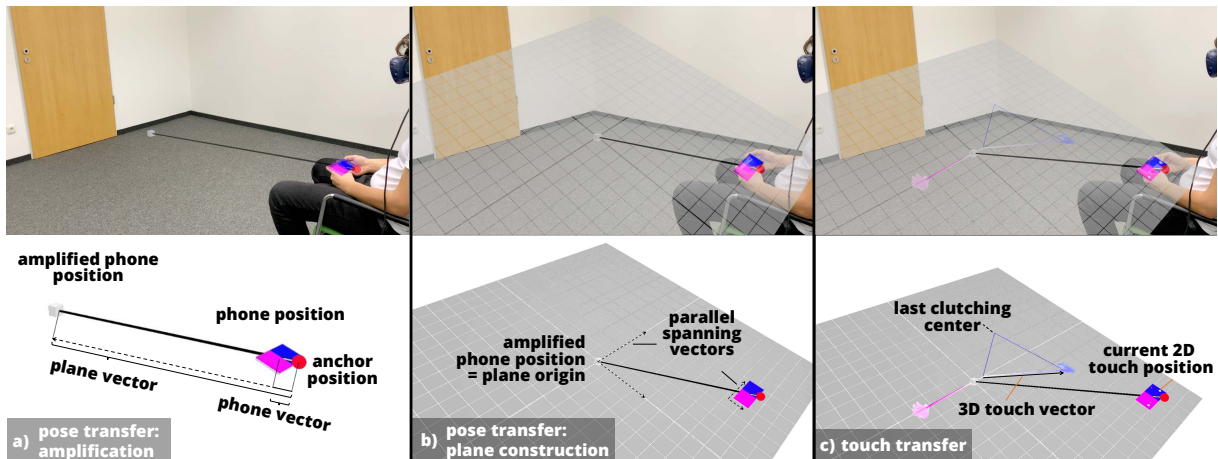 amplified phone
position
phone position
anchor
position
plane vector
phone vector
a) pose transfer:
amplification
amplified
phone position
= plane origin
parallel
spanning
vectors
b) pose transfer:
plane construction
last clutching
center
current 2D
touch position
3D touch vector
c) touch transfer